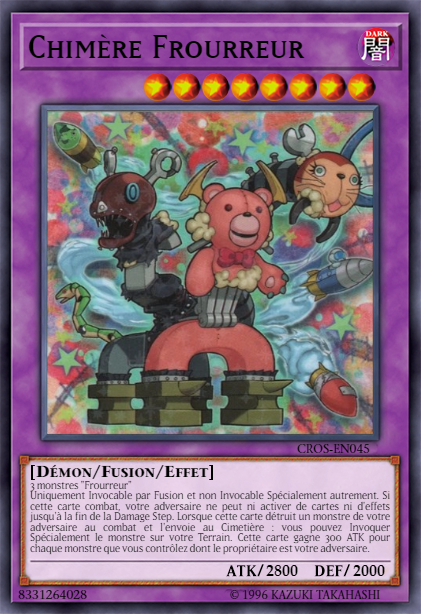 Chimère Frourreur
DARK
闇
CROS-EN045
[Démon/Fusion/Effet]
3 monstres "Frourreur"
Uniquement Invocable par Fusion et non Invocable Spécialement autrement. Si
cette carte combat, votre adversaire ne peut ni activer de cartes ni d'effets
jusqu'à la fin de la Damage Step. Lorsque cette carte détruit un monstre de votre
adversaire au combat et l'envoie au Cimetière : vous pouvez Invoquer
Spécialement le monstre sur votre Terrain. Cette carte gagne 300 ATK pour
chaque monstre que vous contrôlez dont le propriétaire est votre adversaire.
ATK/2800 DEF/2000
8331264028 © 1996 KAZUKI TAKAHASHI